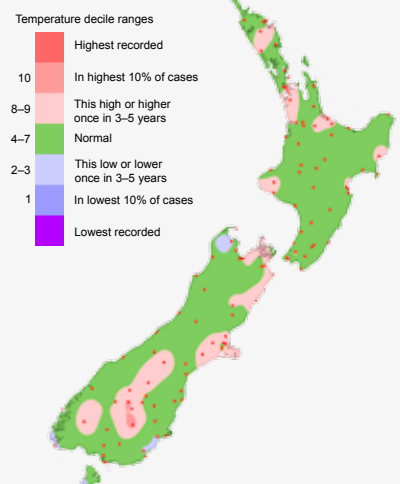 Temperature decile ranges
Highest recorded
10 In highest 10% of cases
8–9 This high or higher
once in 3–5 years
4–7 Normal
2–3 This low or lower
once in 3–5 years
1 In lowest 10% of cases
Lowest recorded